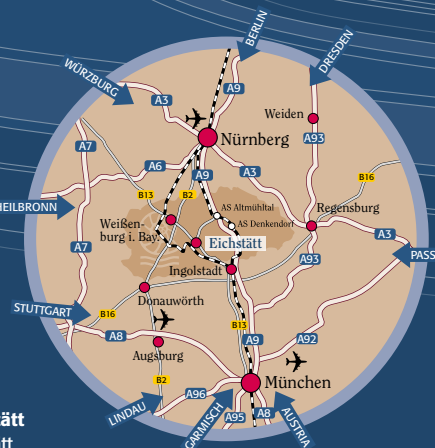 BERLIN
DRESDEN
WÜRZBURG
A9
A3
Weiden
A93
Nürnberg
A7
A6
A3
A9
B16
B13
B2
AS Altmühltal
Regensburg
HEILBRONN
AS Denkendorf
Weißen-
burg i. Bay.
A3
Eichstätt
A7
PASS
A93
Ingolstadt
Donauwörth
STUTTGART
B16
B13
A8
A9
A92
Augsburg
B2
München
A96
LINDAU
GARMISCH
A95
A8
AUSTRIA
tätt
tt